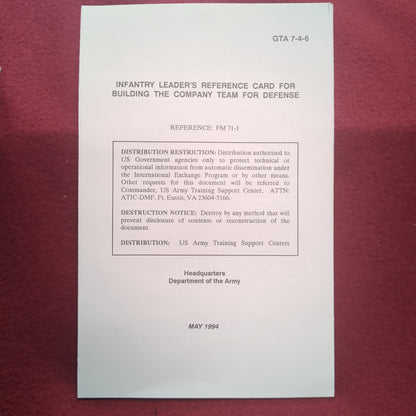 GTA 7-4-6
INFANTRY LEADER'S REFERENCE CARD FOR
BUILDING THE COMPANY TEAM FOR DEFENSE
REFERENCE: FM 71-1
DISTRIBUTION RESTRICTION: Distribution authorized to
US Government agencies only to protect technical or
operational information from automatic dissemination under
the International Exchange Program or by other means.
Other requests for this document will be referred to
Commander, US Army Training Support Center, ATTN:
ATIC-DMF, Ft. Eustis, VA 23604-5166.
DESTRUCTION NOTICE: Destroy by any method that will
prevent disclosure of contents or reconstruction of the
document.
DISTRIBUTION: US Army Training Support Centers
Headquarters
Department of the Army
MAY 1994